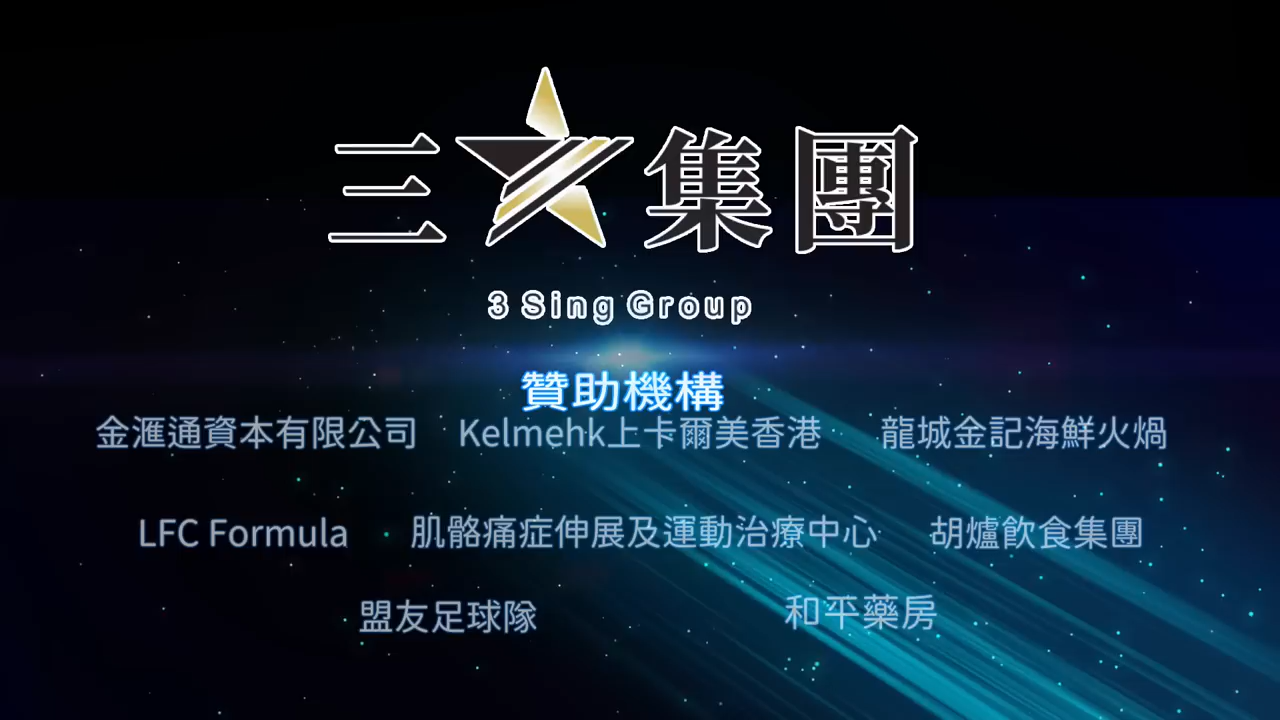 三集團
3 Sing Group
贊助機構
金滙通資本有限公司 Kelmehk上卡爾美香港 龍城金記海鮮火煱
LFC Formula 肌骼痛症伸展及運動治療中心 胡爐飲食集團
盟友足球隊 和平藥房